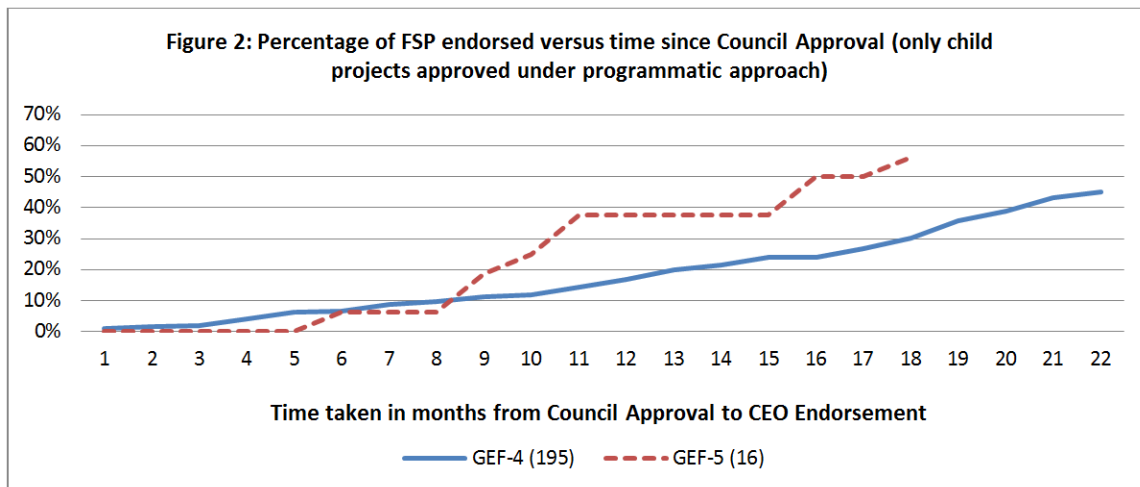 Figure 2: Percentage of FSP endorsed versus time since Council Approval (only child
projects approved under programmatic approach)
70%
60%
50%
40%
30%
20%
10%
0%
1 2 3 4 5 6 7 8 9 10 11 12 13 14 15 16 17 18 19 20 21 22
Time taken in months from Council Approval to CEO Endorsement
GEF-4 (195) GEF-5 (16)